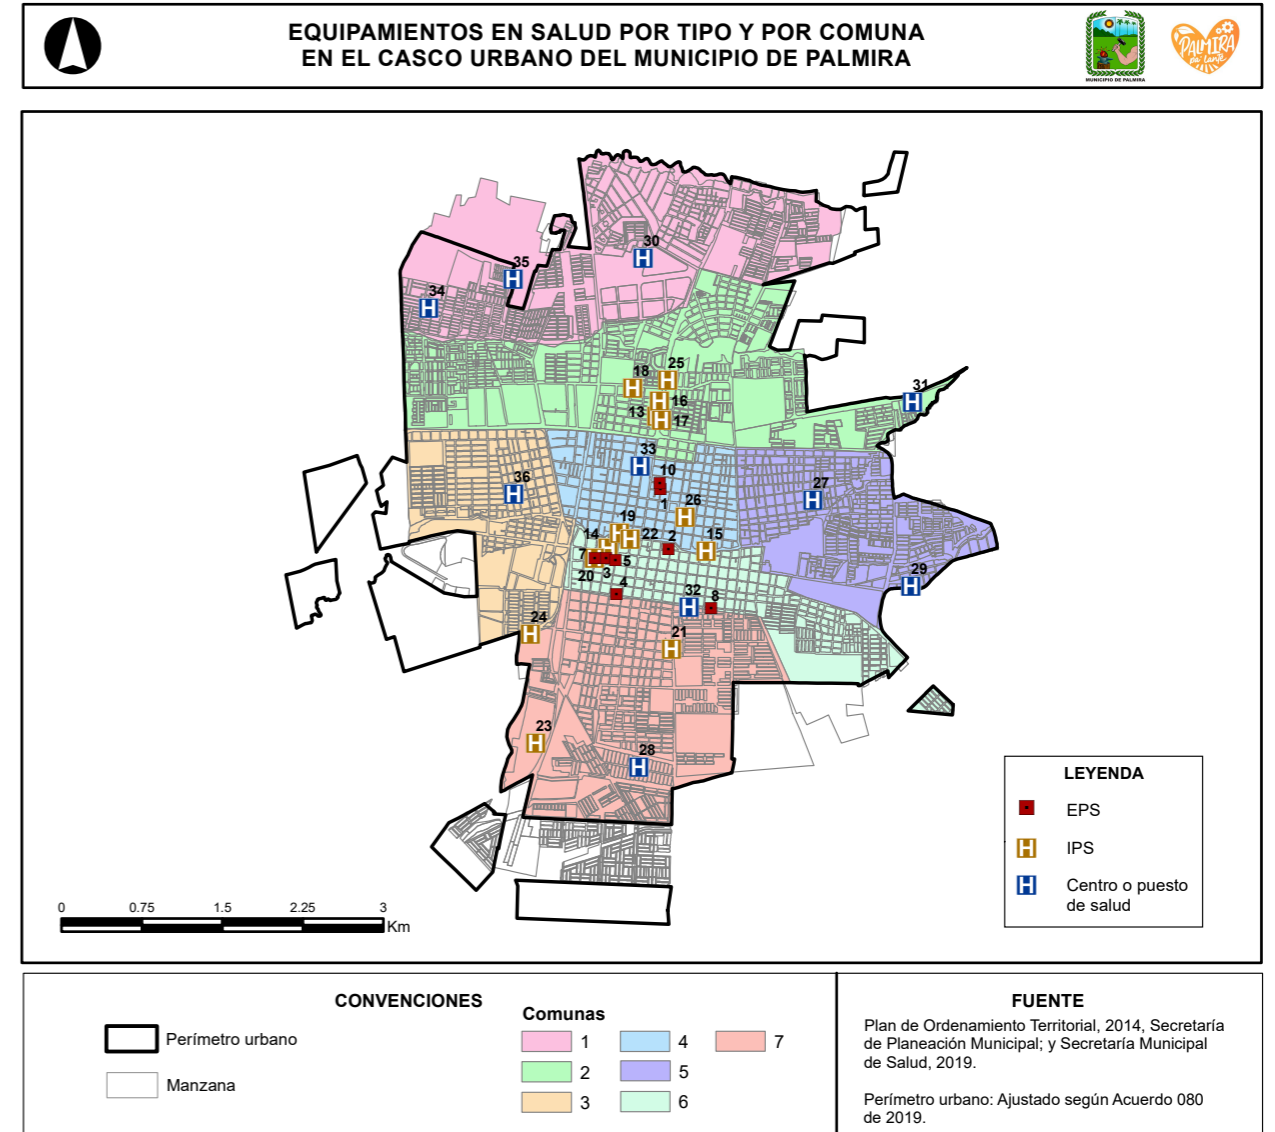 EQUIPAMIENTOS EN SALUD POR TIPO Y POR COMUNA
EN EL CASCO URBANO DEL MUNICIPIO DE PALMIRA
MUNICIPIO DE PALMIRA
PALMIRA
pa' lante
30
35
34
25
18
16
13
17
31
33
10
36
1
27
26
19
14
22
2
15
7
5
20
3
4
29
32
8
24
21
23
28
LEYENDA
EPS
IPS
Centro o puesto
de salud
0
0.75
1.5
2.25
3
Km
CONVENCIONES
Perímetro urbano
Manzana
Comunas
1
4
7
2
5
3
6
FUENTE
Plan de Ordenamiento Territorial, 2014, Secretaría
de Planeación Municipal; y Secretaría Municipal
de Salud, 2019.
Perímetro urbano: Ajustado según Acuerdo 080
de 2019.